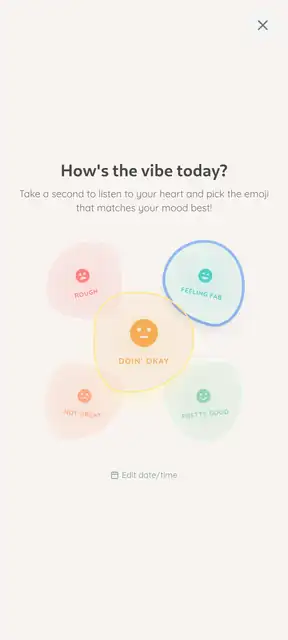 How's the vibe today?
Take a second to listen to your heart and pick the emoji
that matches your mood best!
ROUGH
FEELING FAB
DOIN' OKAY
NOT GREAT
PRETTY GOOD
Edit date/time